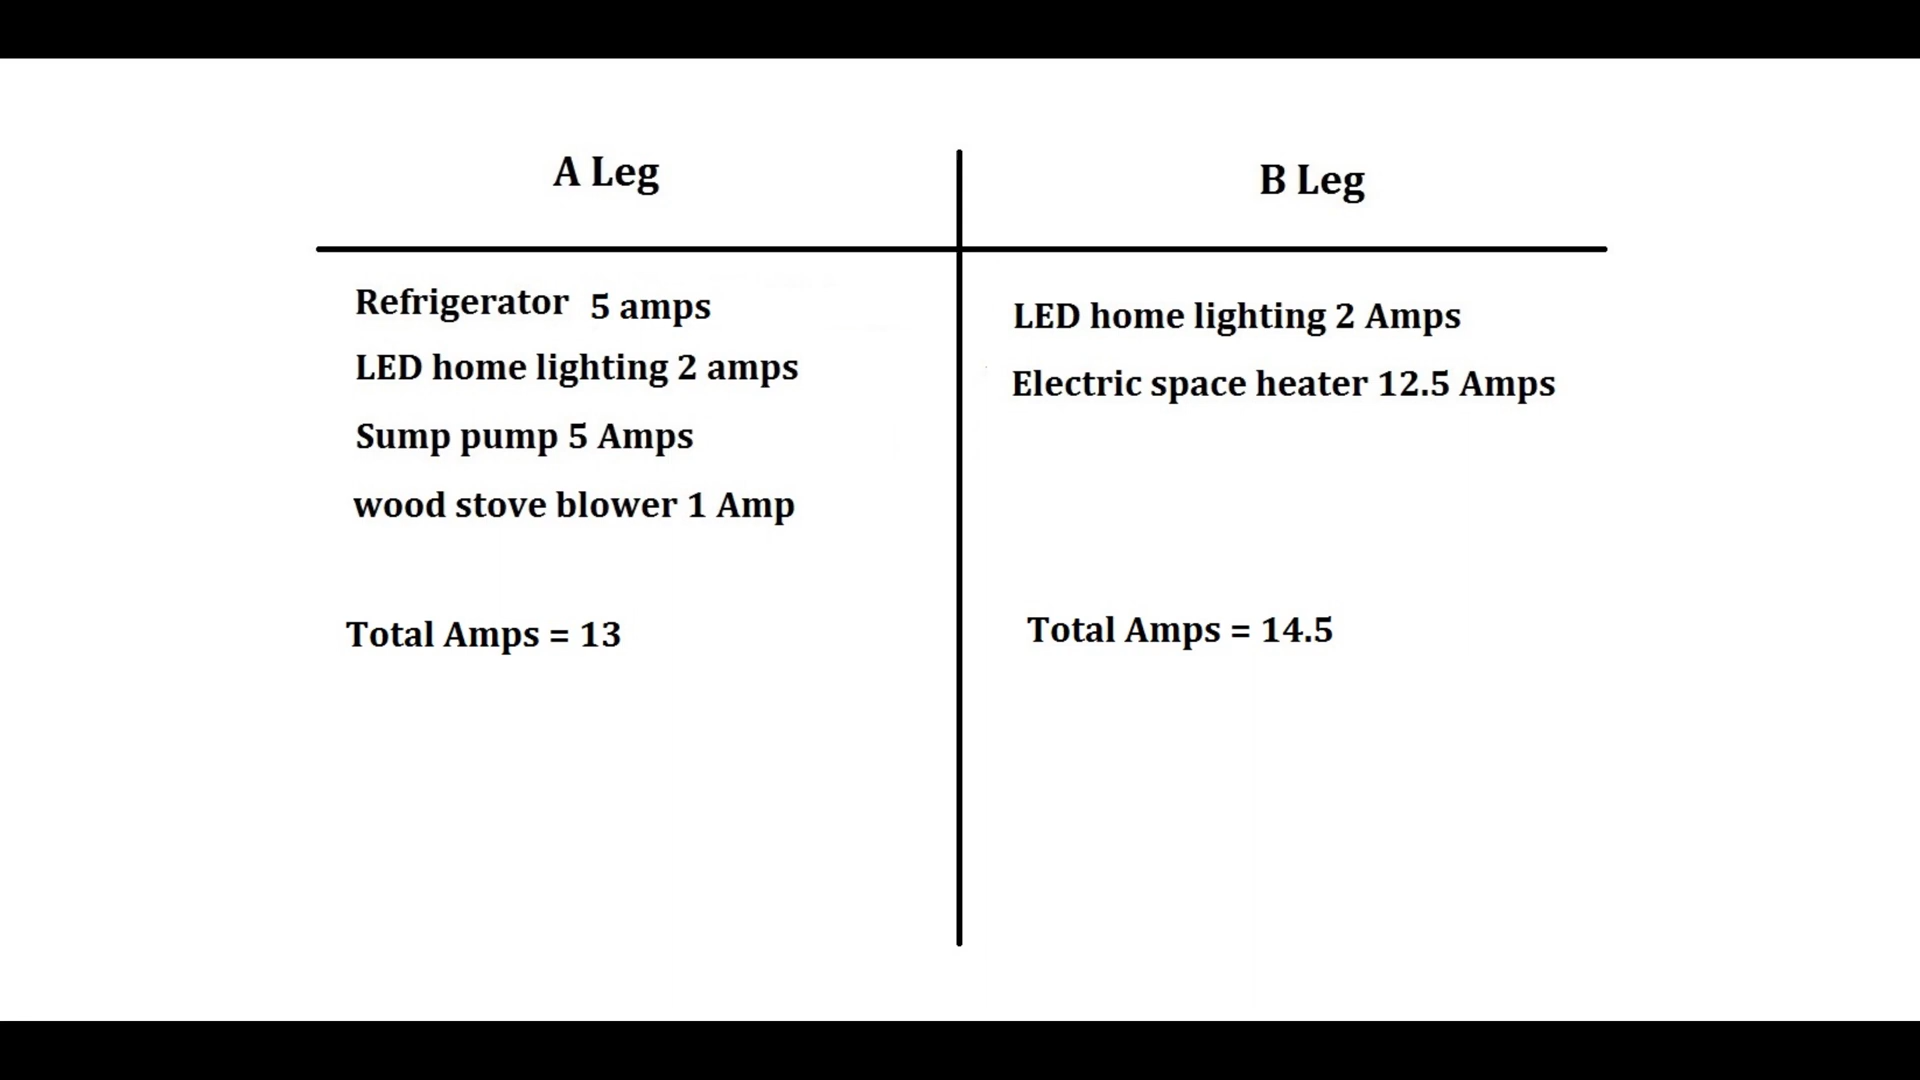 A Leg
B Leg
Refrigerator 5 amps
LED home lighting 2 amps
Sump pump 5 Amps
wood stove blower 1 Amp
Total Amps = 13
LED home lighting 2 Amps
Electric space heater 12.5 Amps
Total Amps = 14.5